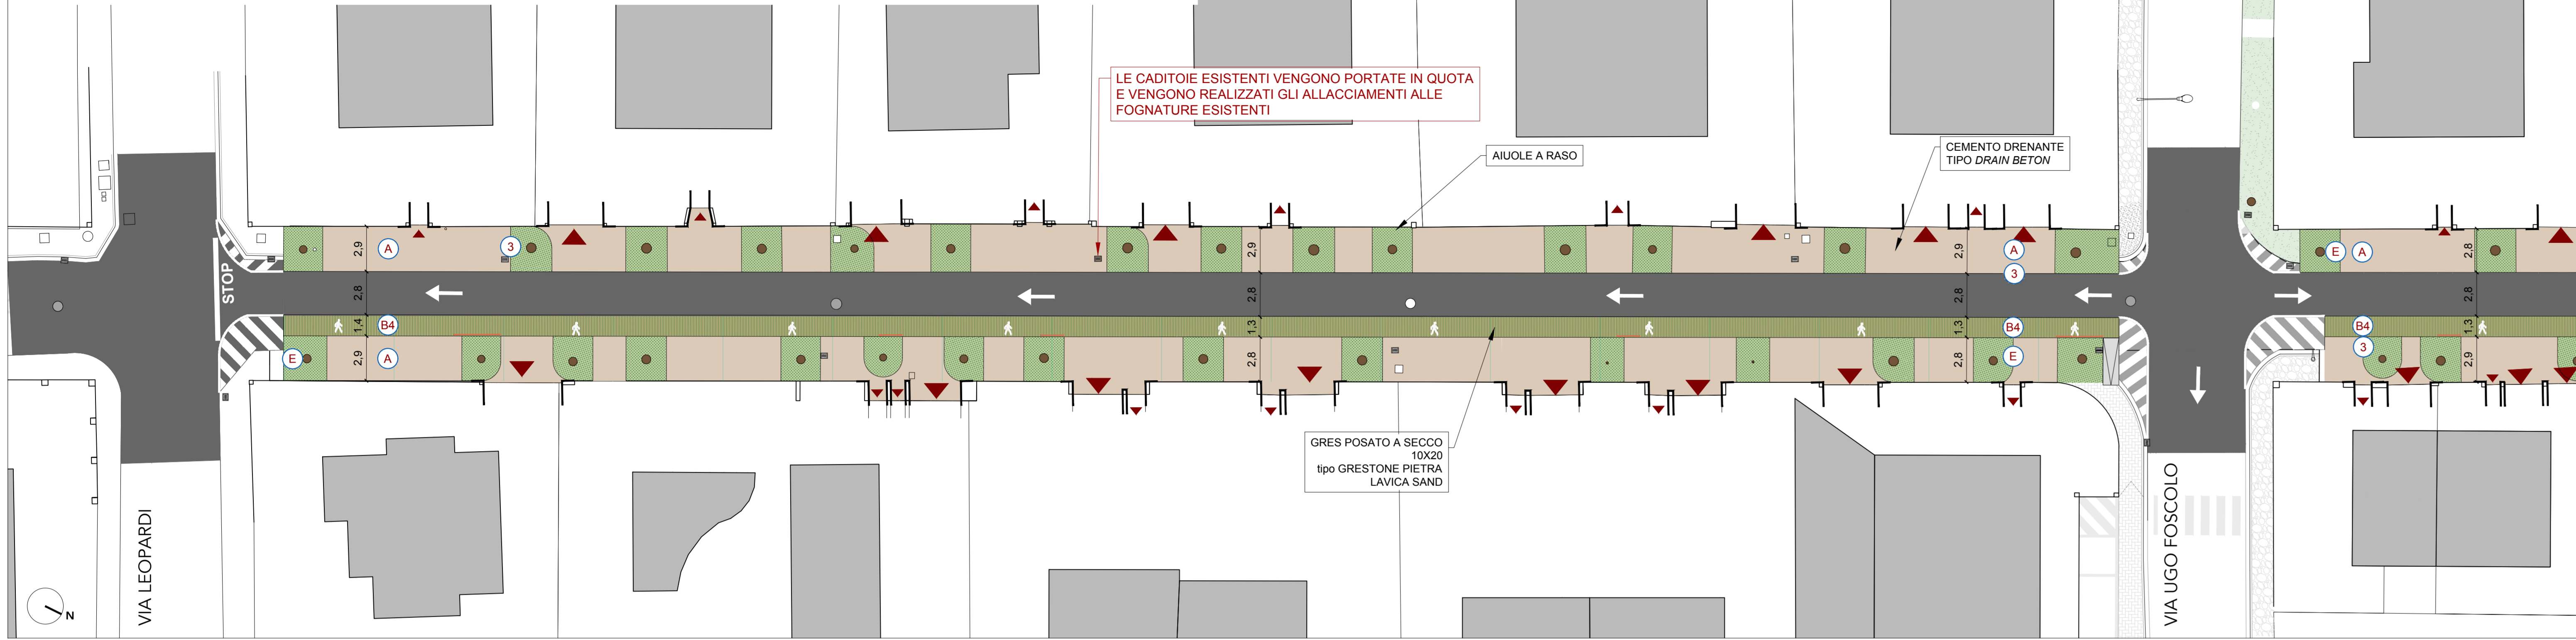 LE CADITOIE ESISTENTI VENGONO PORTATE IN QUOTA
E VENGONO REALIZZATI GLI ALLACCIAMENTI ALLE
FOGNATURE ESISTENTI
AIUOLE A RASO
CEMENTO DRENANTE
TIPO DRAIN BETON
2,9
A
3
2,9
2,9
A
3
E
A
2,8
STOP
2,8
2,8
2,8
2,8
1,4
B4
1,3
1,3
B4
B4
1,3
E
2,9
A
2,8
2,8
E
3
2,9
GRES POSATO A SECCO
10X20
tipo GRESTONE PIETRA
LAVICA SAND
VIA LEOPARDI
VIA UGO FOSCOLO
N